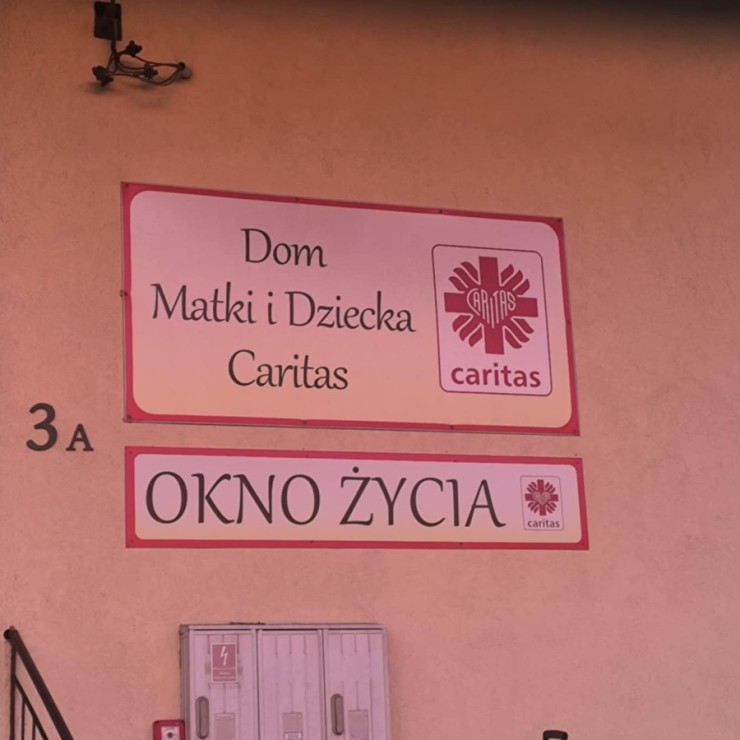 Dom
Matki i Dziecka
Caritas
CARITAS
caritas
3A
OKNO ŻYCIA
caritas